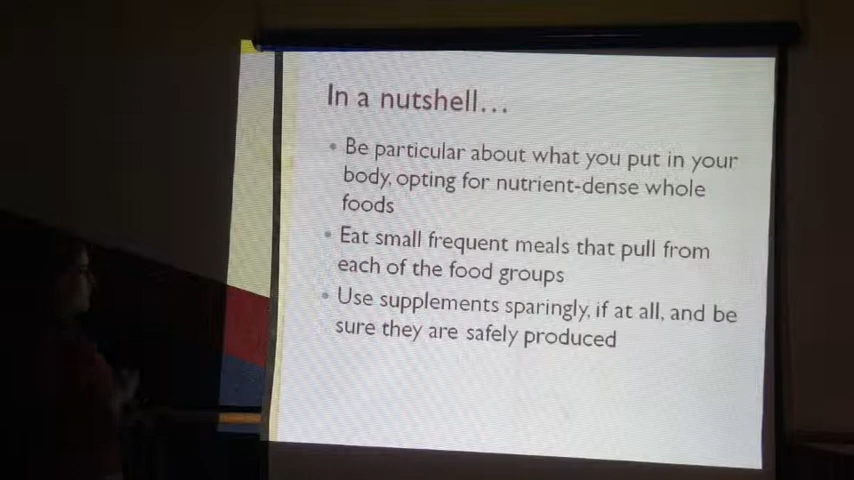 In a nutshell...
• Be particular about what you put in your
body, opting for nutrient-dense whole
foods
• Eat small frequent meals that pull from
each of the food groups
• Use supplements sparingly, if at all, and be
sure they are safely produced